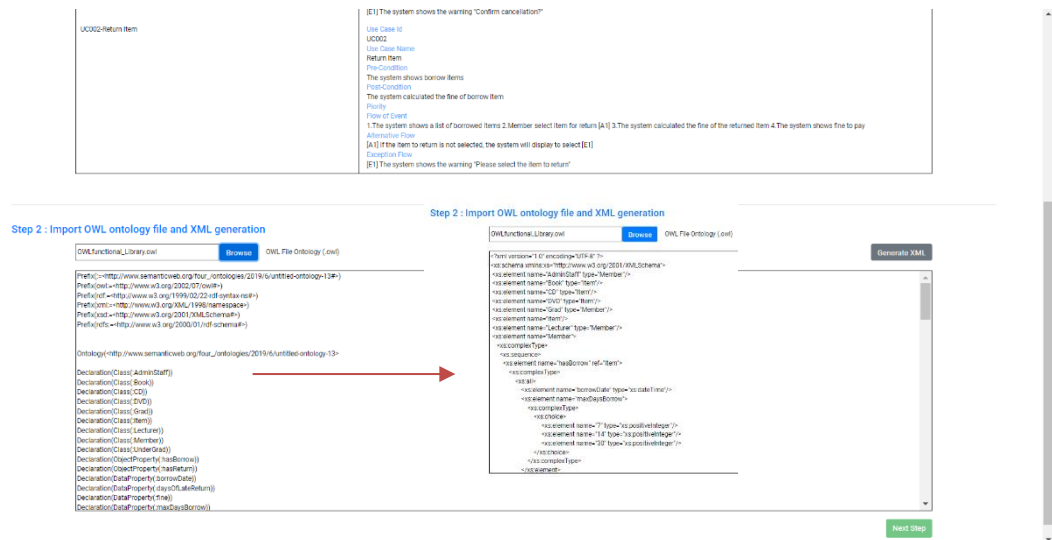 [E1] The system shows the warning "Confirm cancellation?"
UC002-Return Item
Use Case Id
UC002
Use Case Name
Return Item
Pre-Condition
The system shows borrow items
Post-Condition
The system calculated the fine of borrow item
Piority
Flow of Event
1.The system shows a list of borrowed items 2.Member select item for return [A1] 3.The system calculated the fine of the returned item 4.The system shows fine to pay
Alternative Flow
[A1] If the item to return is not selected, the system will display to select [E1]
Exception Flow
[E1] The system shows the warning "Please select the item to return"
Step 2 : Import OWL ontology file and XML generation
OWLfunctional_Library.owl
Browse
OWL File Ontology (.owl)
Prefix(:=<http://www.semanticweb.org/four_/ontologies/2019/6/untitled-ontology-13#>)
Prefix(owl:=<http://www.w3.org/2002/07/owl#>)
Prefix(rdf:=<http://www.w3.org/1999/02/22-rdf-syntax-ns#>)
Prefix(xml:=<http://www.w3.org/XML/1998/namespace>)
Prefix(xsd:=<http://www.w3.org/2001/XMLSchema#>)
Prefix(rdfs:=<http://www.w3.org/2000/01/rdf-schema#>)
Ontology(<http://www.semanticweb.org/four_/ontologies/2019/6/untitled-ontology-13>
Declaration(Class(:AdminStaff))
Declaration(Class(:Book))
Declaration(Class(:CD))
Declaration(Class(:DVD))
Declaration(Class(:Grad))
Declaration(Class(:Item))
Declaration(Class(:Lecturer))
Declaration(Class(:Member))
Declaration(Class(:UnderGrad))
Declaration(ObjectProperty(:hasBorrow))
Declaration(ObjectProperty(:hasReturn))
Declaration(DataProperty(:borrowDate))
Declaration(DataProperty(:daysOfLateReturn))
Declaration(DataProperty(:fine))
Declaration(DataProperty(:maxDaysBorrow))
Step 2 : Import OWL ontology file and XML generation
OWLfunctional_Library.owl
Browse
OWL File Ontology (.owl)
Generate XML
<?xml version="1.0" encoding="UTF-8" ?>
<xs:schema xmlns:xs="http://www.w3.org/2001/XMLSchema">
<xs:element name="AdminStaff" type="Member"/>
<xs:element name="Book" type="Item"/>
<xs:element name="CD" type="Item"/>
<xs:element name="DVD" type="Item"/>
<xs:element name="Grad" type="Member"/>
<xs:element name="Item"/>
<xs:element name="Lecturer" type="Member"/>
<xs:element name="Member">
<xs:complexType>
<xs:sequence>
<xs:element name="hasBorrow" ref="Item">
<xs:complexType>
<xs:all>
<xs:element name="borrowDate" type="xs:dateTime"/>
<xs:element name="maxDaysBorrow">
<xs:complexType>
<xs:choice>
<xs:element name="7" type="xs:positiveInteger"/>
<xs:element name="14" type="xs:positiveInteger"/>
<xs:element name="30" type="xs:positiveInteger"/>
</xs:choice>
</xs:complexType>
</xs:element>
Next Step